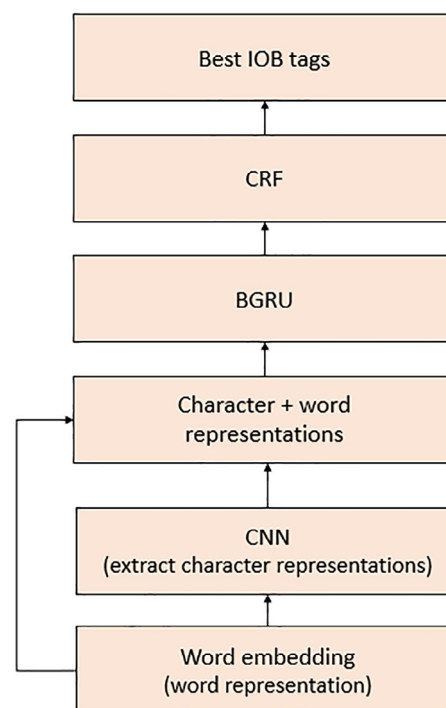 Best IOB tags
CRF
BGRU
Character + word
representations
CNN
(extract character representations)
Word embedding
(word representation)